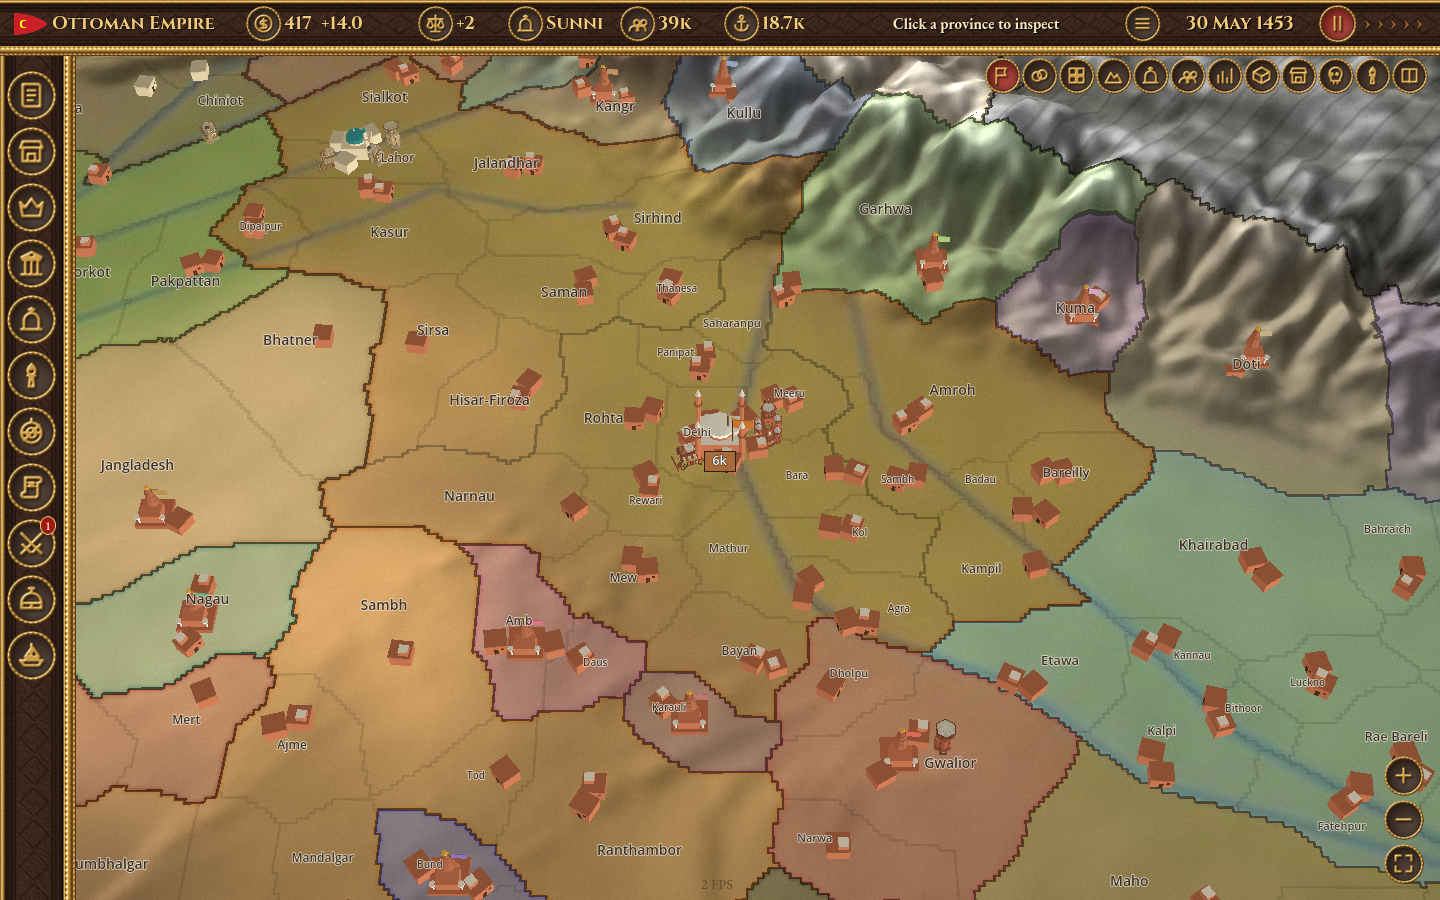 OTTOMAN EMPIRE 417 +14.0 +2 SUNNI 39K 18.7K Click a province to inspect 30 MAY 1453
Chiniot
Sialkot
Kangr
Kullu
Lahor
Jalandhar
Garhwa
Sirhind
Dipalpur
Kasur
orkot
Pakpattan
Saman
Thanesa
Kuma
Saharanpu
Bhatner
Sirsa
Panipat
Doti
Hisar-Firoza
Meeru
Amroh
Rohta
Delhi
6k
Jangladesh
Narnau
Rewari
Bara
Sambh
Badau
Bareilly
1
Kol
Bahraich
Mathur
Khairabad
Mew
Kampil
Nagau
Sambh
Amb
Agra
Daus
Bayan
Etawa
Kannau
Dholpu
Luckno
Karauli
Mert
Bithoor
Ajme
Kalpi
Rae Bareli
Gwalior
Tod
Fatehpur
Narwa
Mandalgar
Ranthambor
umbhalgar
Bund
Maho
2 FPS